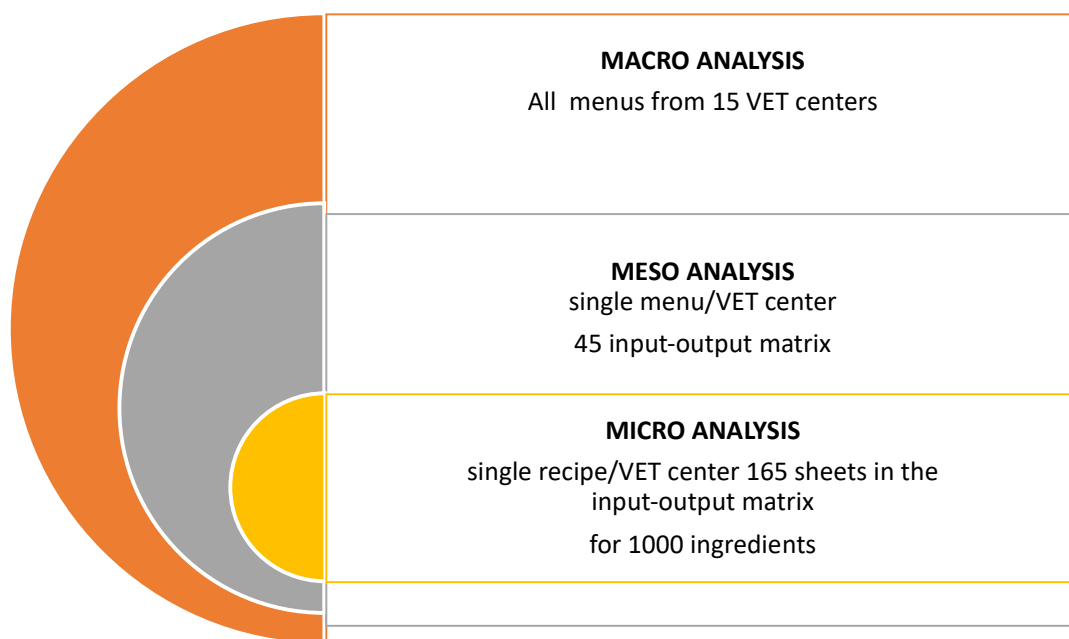 MACRO ANALYSIS
All  menus from 15 VET centers
MESO ANALYSIS
single menu/VET center
45 input-output matrix
MICRO ANALYSIS
single recipe/VET center 165 sheets in the
input-output matrix
for 1000 ingredients